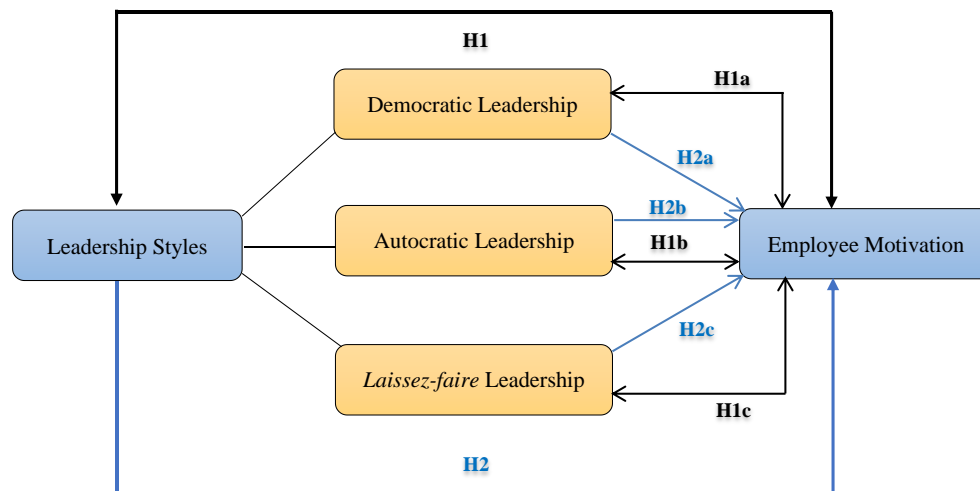 H1
H1a
Democratic Leadership
H2a
H2b
Leadership Styles
Autocratic Leadership
H1b
Employee Motivation
H2c
Laissez-faire Leadership
H1c
H2